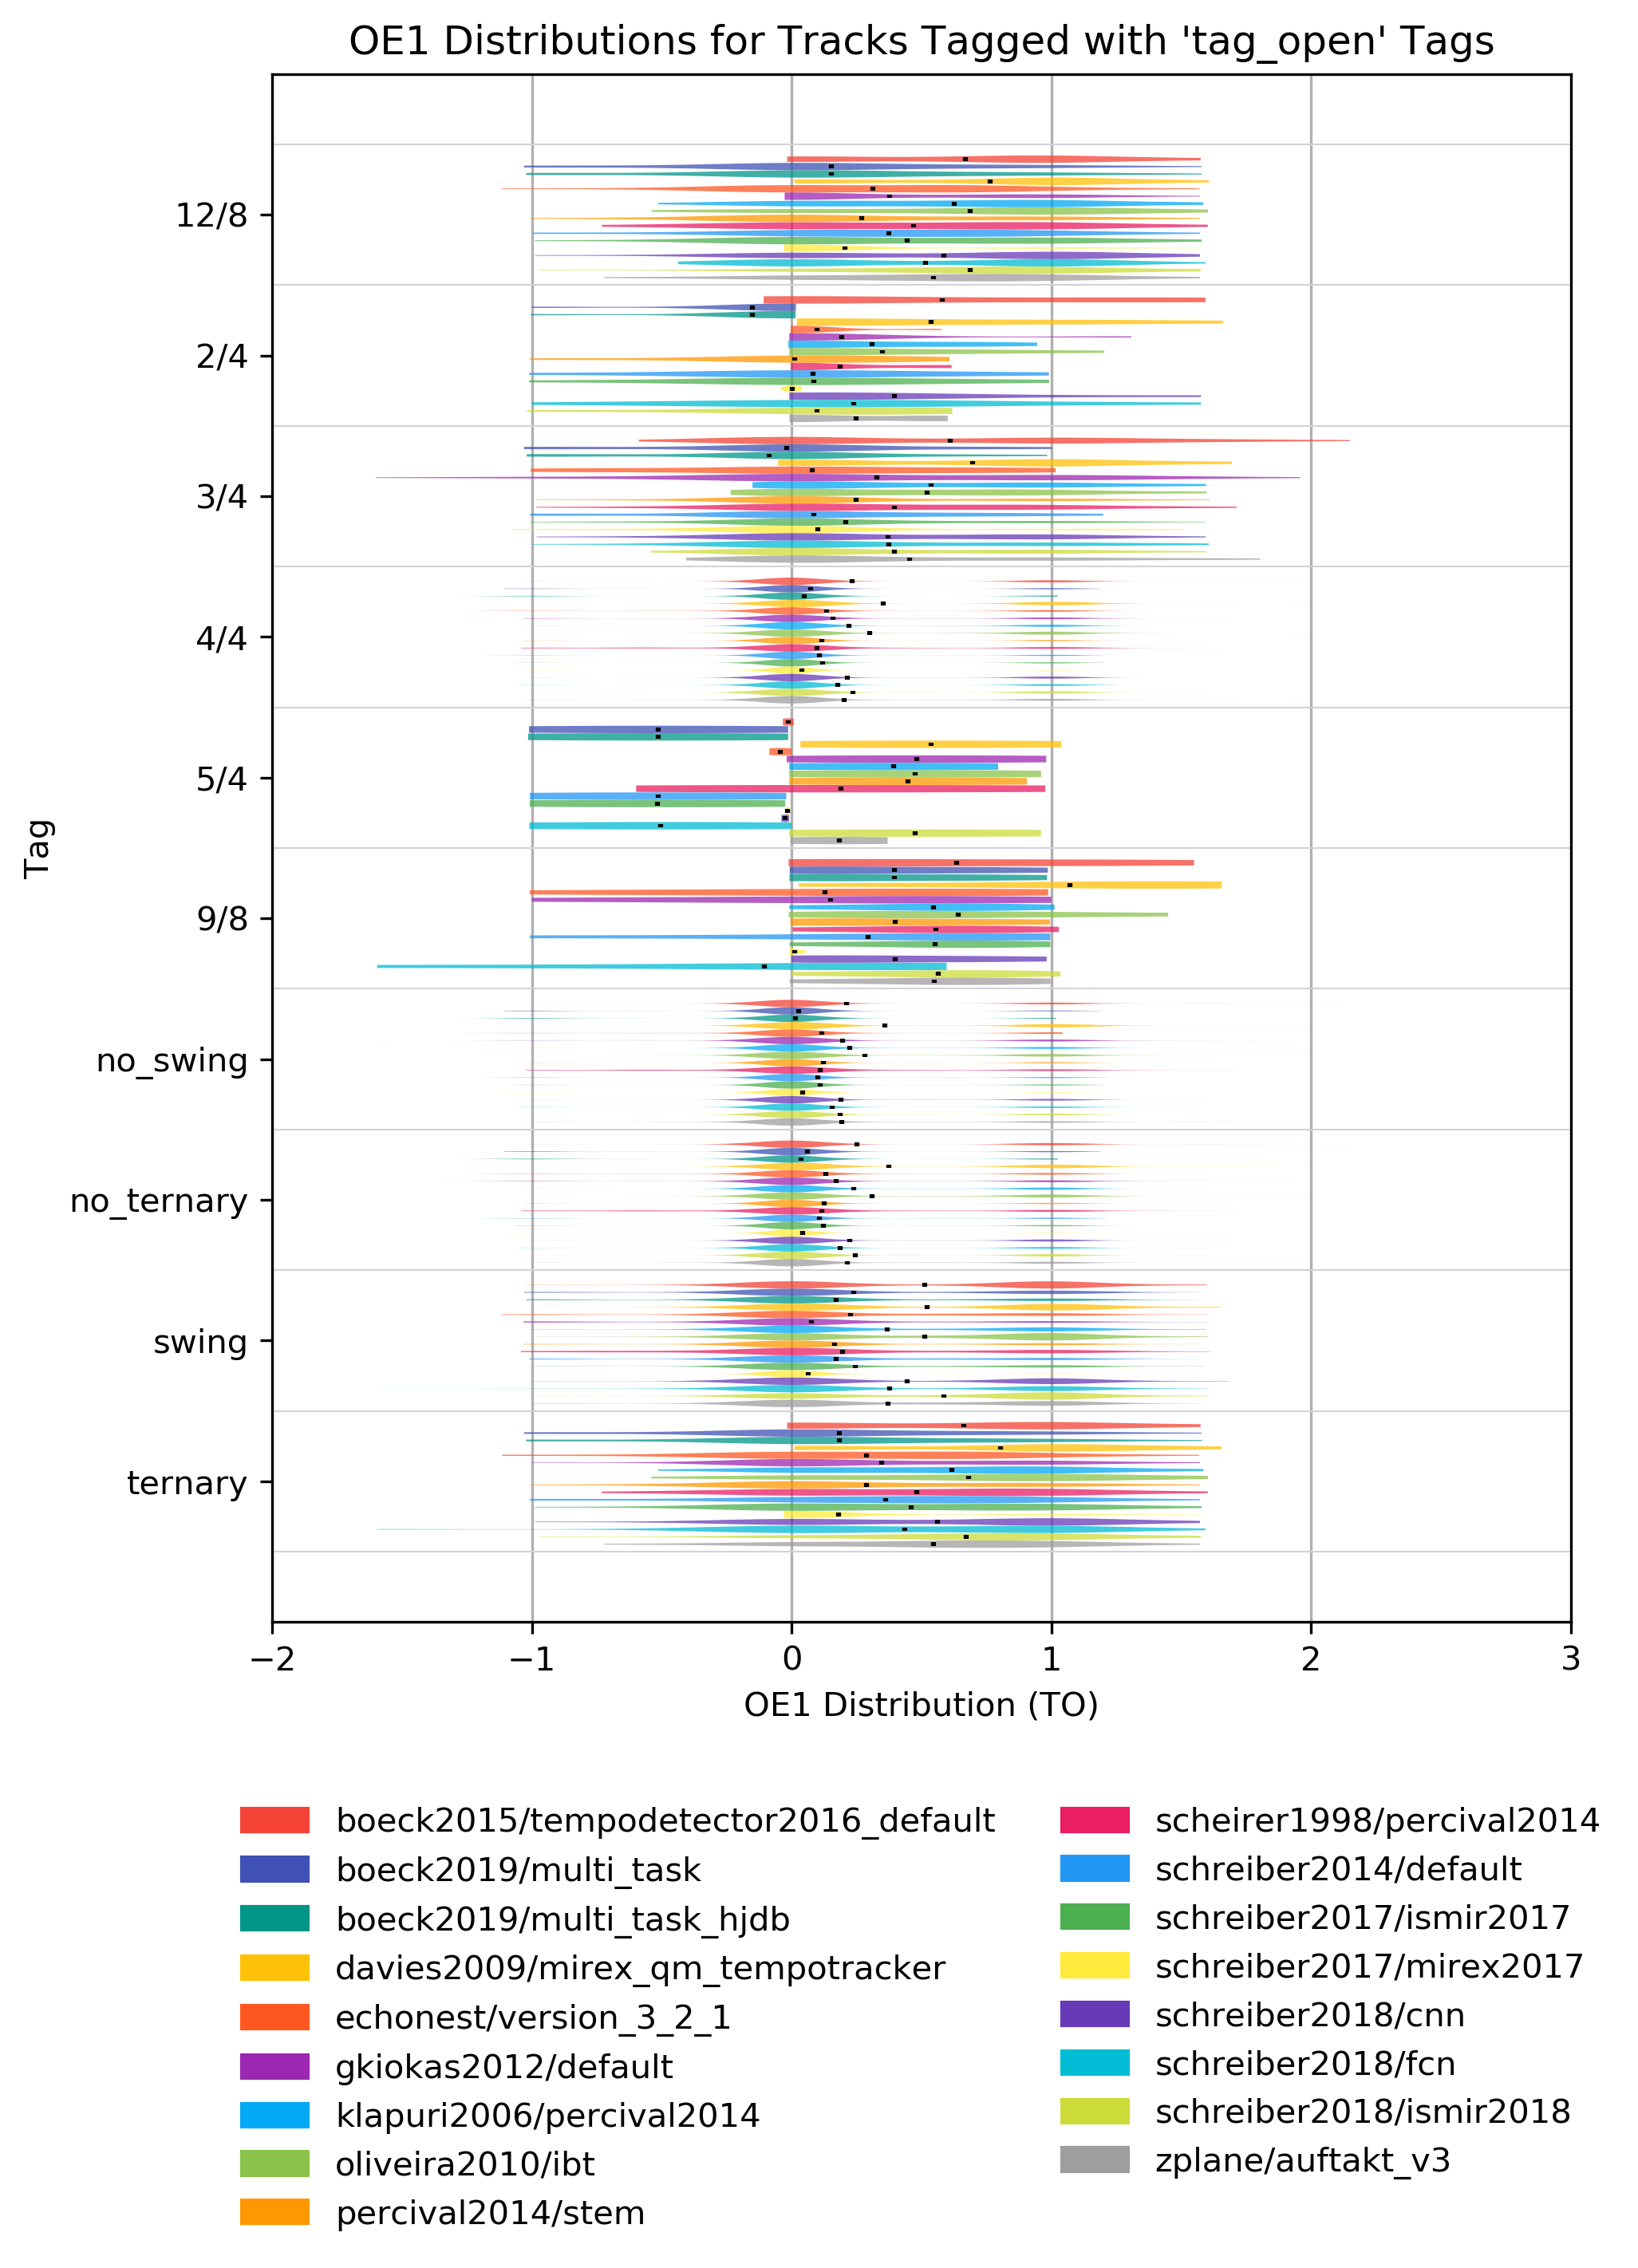 OE1 Distributions for Tracks Tagged with 'tag_open' Tags
12/8
2/4
3/4
4/4
5/4
Tag
9/8
no_swing
no_ternary
swing
ternary
−2 −1 0 1 2 3
OE1 Distribution (TO)
boeck2015/tempodetector2016_default
boeck2019/multi_task
boeck2019/multi_task_hjdb
davies2009/mirex_qm_tempotracker
echonest/version_3_2_1
gkiokas2012/default
klapuri2006/percival2014
oliveira2010/ibt
percival2014/stem
scheirer1998/percival2014
schreiber2014/default
schreiber2017/ismir2017
schreiber2017/mirex2017
schreiber2018/cnn
schreiber2018/fcn
schreiber2018/ismir2018
zplane/auftakt_v3